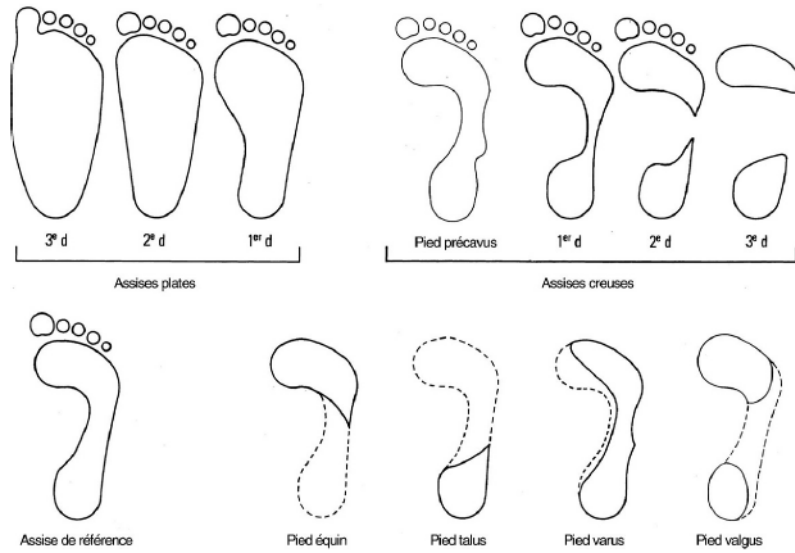 3e d 2e d 1er d Pied précavus 1er d 2e d 3e d
Assises plates Assises creuses
Assise de référence Pied équin Pied talus Pied varus Pied valgus